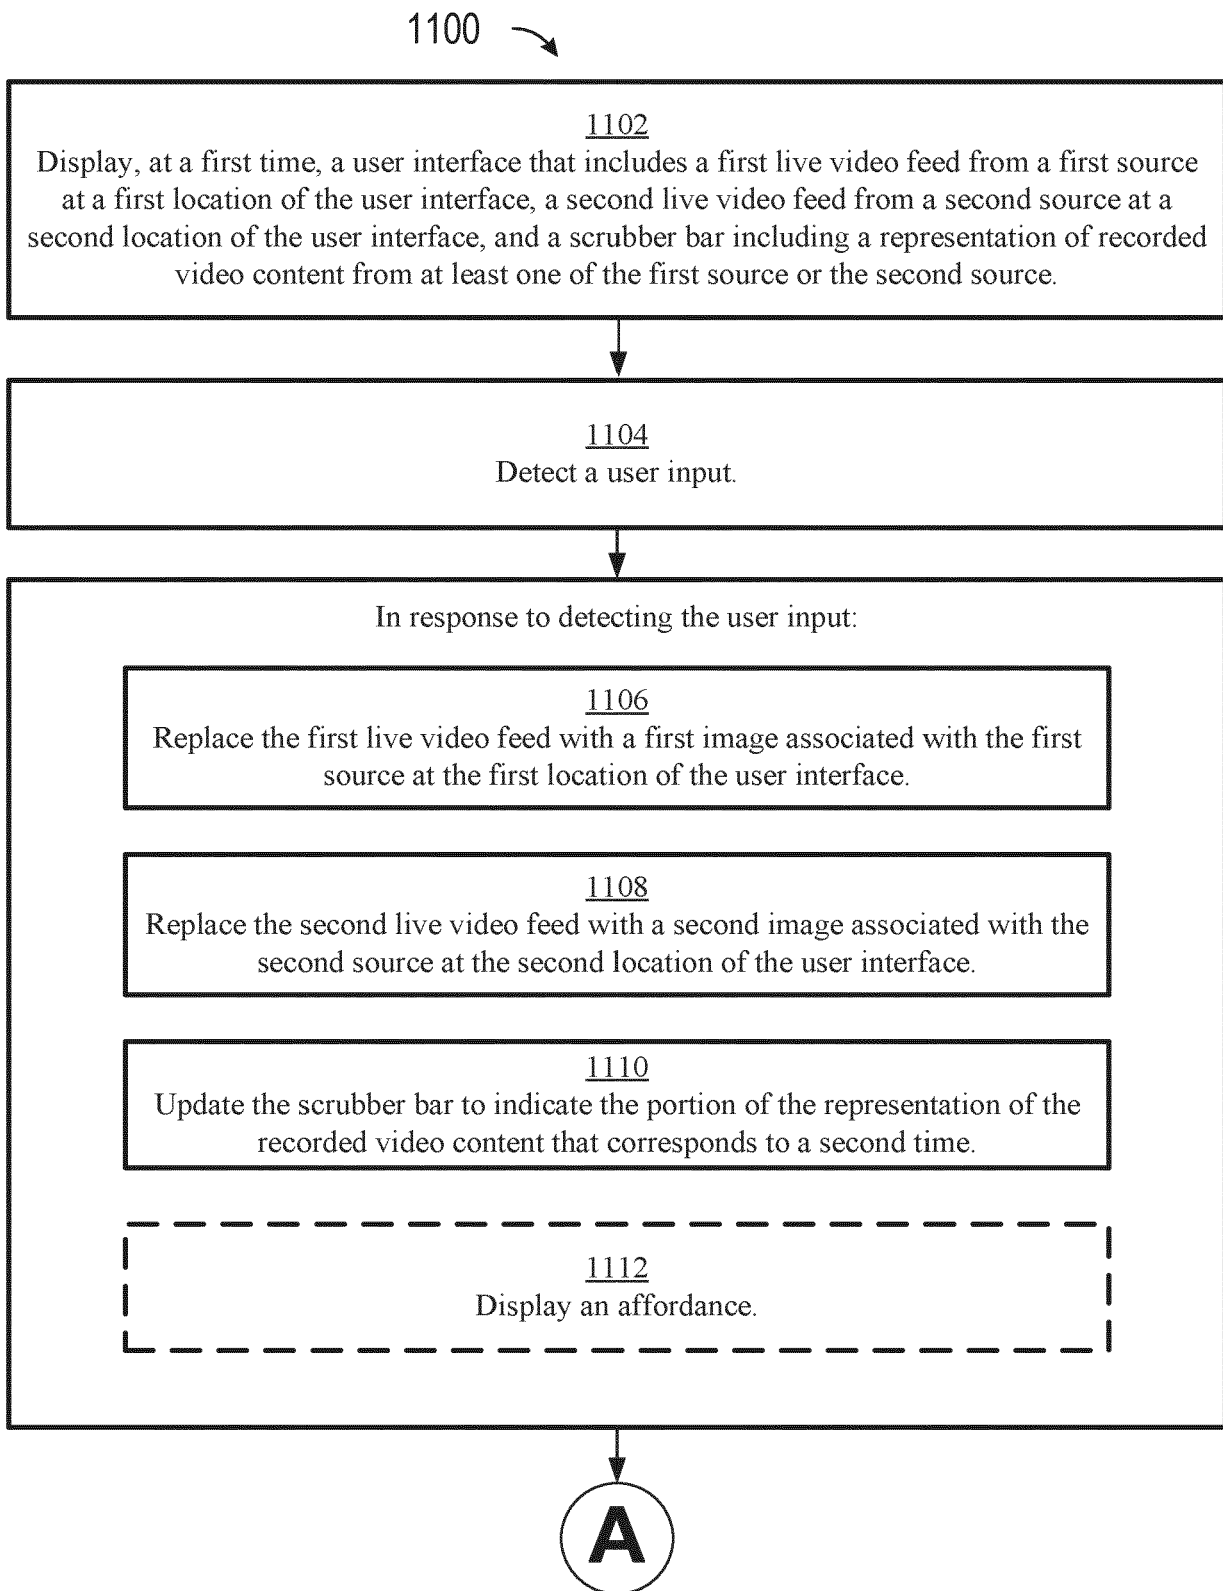 1100
1102
Display, at a first time, a user interface that includes a first live video feed from a first source
at a first location of the user interface, a second live video feed from a second source at a
second location of the user interface, and a scrubber bar including a representation of recorded
video content from at least one of the first source or the second source.
1104
Detect a user input.
In response to detecting the user input:
1106
Replace the first live video feed with a first image associated with the first
source at the first location of the user interface.
1108
Replace the second live video feed with a second image associated with the
second source at the second location of the user interface.
1110
Update the scrubber bar to indicate the portion of the representation of the
recorded video content that corresponds to a second time.
1112
Display an affordance.
A